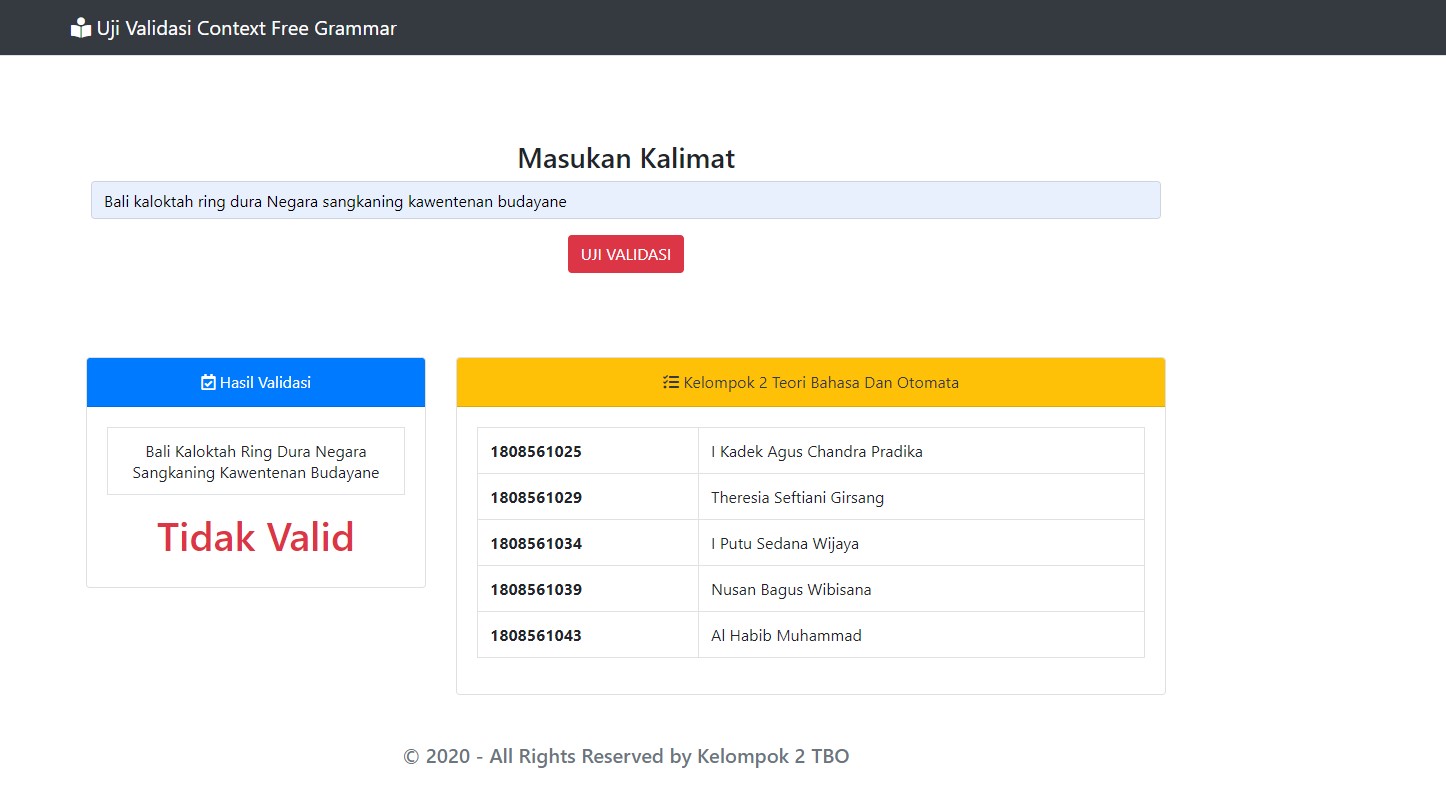 Uji Validasi Context Free Grammar
Masukan Kalimat
Bali kaloktah ring dura Negara sangkaning kawentenan budayane
UJI VALIDASI
Hasil Validasi
Bali Kaloktah Ring Dura Negara
Sangkaning Kawentenan Budayane
Tidak Valid
Kelompok 2 Teori Bahasa Dan Otomata
1808561025 I Kadek Agus Chandra Pradika
1808561029 Theresia Seftiani Girsang
1808561034 I Putu Sedana Wijaya
1808561039 Nusan Bagus Wibisana
1808561043 Al Habib Muhammad
© 2020 - All Rights Reserved by Kelompok 2 TBO